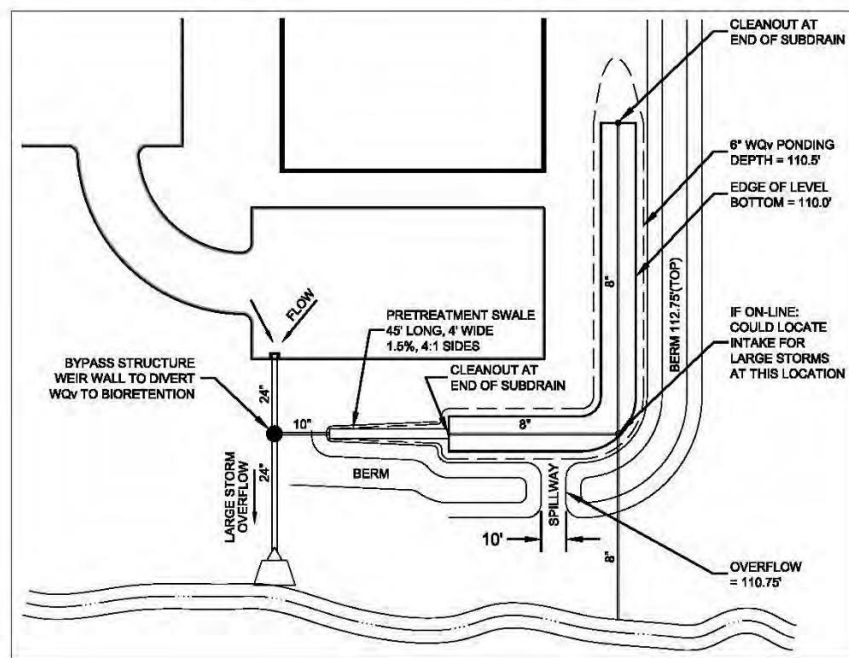 CLEANOUT AT
END OF SUBDRAIN
6" WQv PONDING
DEPTH = 110.5'
EDGE OF LEVEL
BOTTOM = 110.0'
8"
BERM 112.75'(TOP)
FLOW
PRETREATMENT SWALE
45' LONG, 4' WIDE
1.5%, 4:1 SIDES
IF ON-LINE:
COULD LOCATE
INTAKE FOR
LARGE STORMS
AT THIS LOCATION
BYPASS STRUCTURE
WEIR WALL TO DIVERT
WQv TO BIORETENTION
CLEANOUT AT
END OF SUBDRAIN
24"
10"
8"
24"
LARGE STORM
OVERFLOW
BERM
SPILLWAY
10'
8"
OVERFLOW
= 110.75'